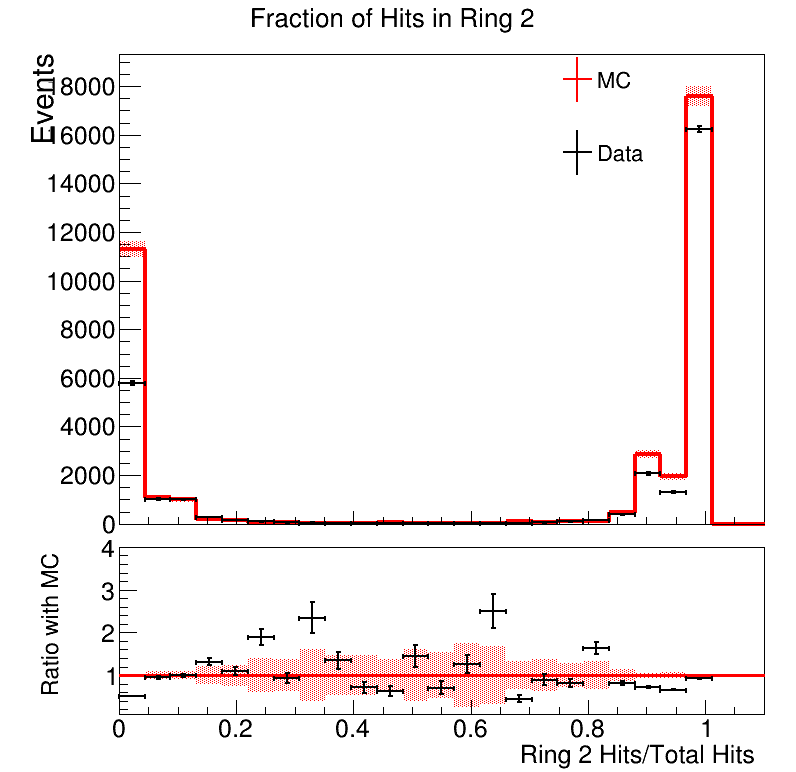 Fraction of Hits in Ring 2
Events
18000
16000
14000
12000
10000
8000
6000
4000
2000
0
MC
Data
Ratio with MC
4
3
2
1
0 0.2 0.4 0.6 0.8 1
Ring 2 Hits/Total Hits